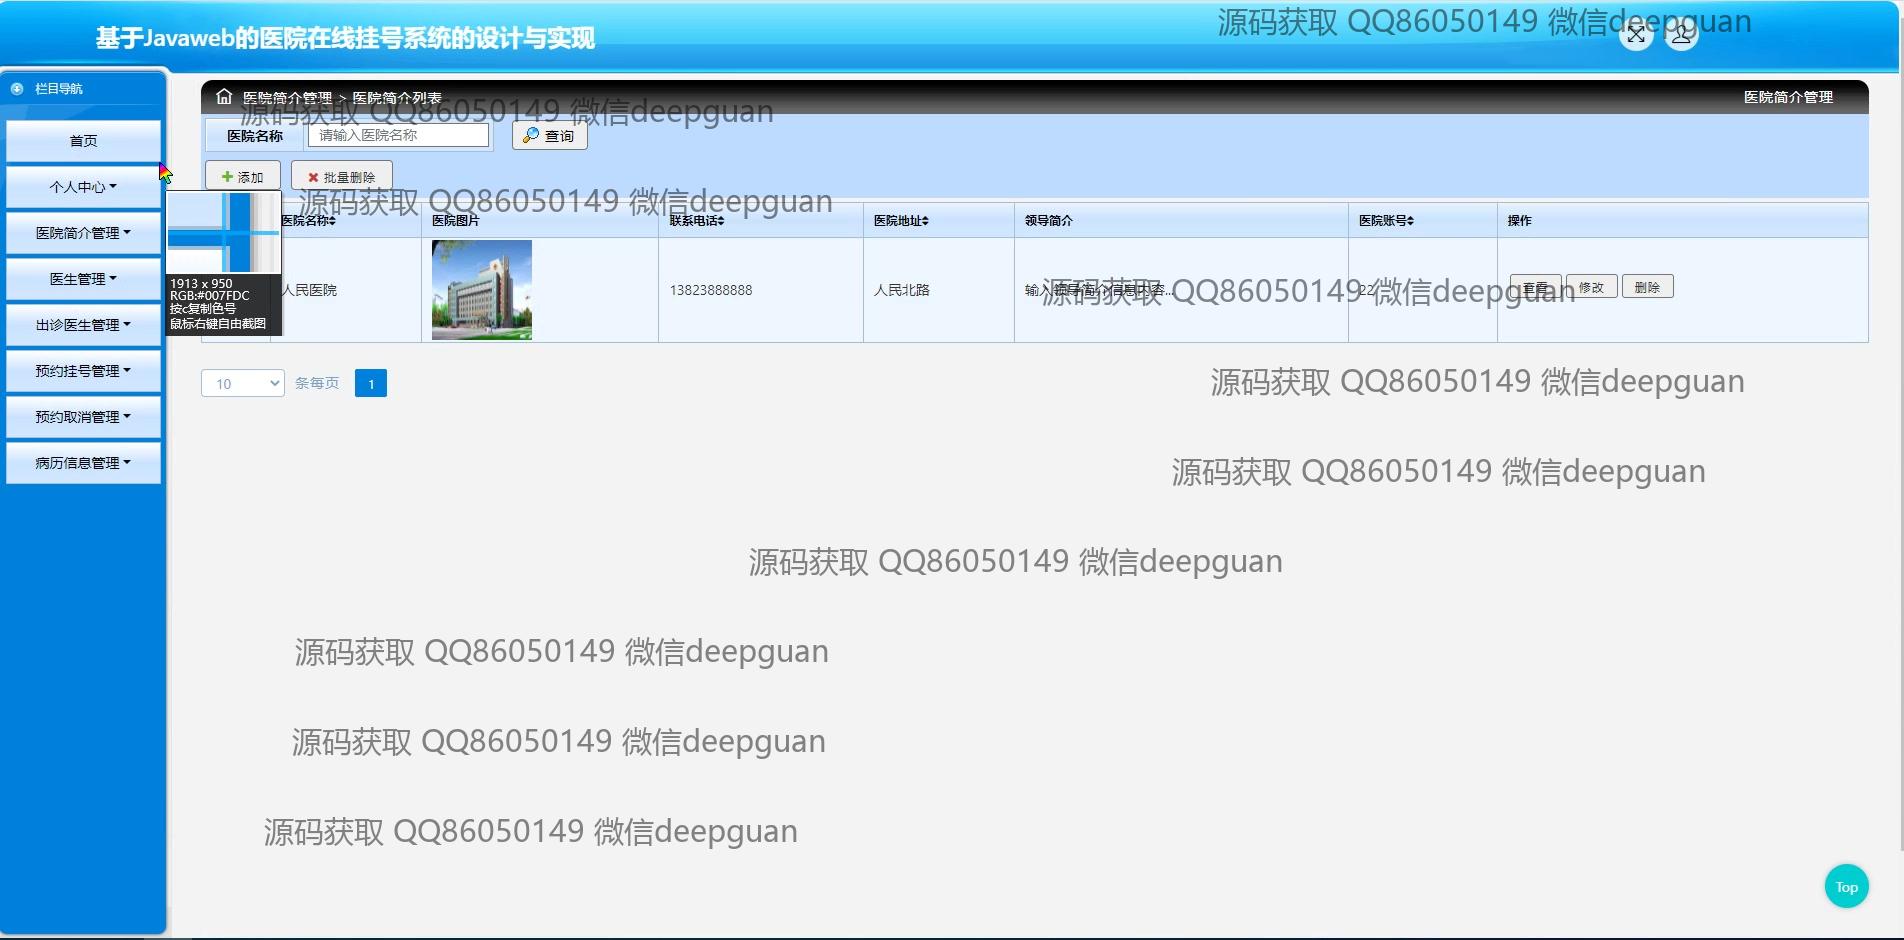 基于Javaweb的医院在线挂号系统的设计与实现
源码获取 QQ86050149 微信deepguan
栏目导航
首页
个人中心
医院简介管理
医生管理
出诊医生管理
预约挂号管理
预约取消管理
病历信息管理
医院简介管理 > 医院简介列表
医院简介管理
源码获取 QQ86050149 微信deepguan
医院名称 请输入医院名称 查询
添加 批量删除
源码获取 QQ86050149 微信deepguan
医院名称 医院图片 联系电话 医院地址 领导简介 医院账号 操作
人民医院 13823888888 人民北路 输入领导简介信息内容... 22 查看 修改 删除
源码获取 QQ86050149 微信deepguan
1913 x 950
RGB:#007FDC
按c复制色号
鼠标右键自由截图
10 条每页 1
源码获取 QQ86050149 微信deepguan
源码获取 QQ86050149 微信deepguan
源码获取 QQ86050149 微信deepguan
源码获取 QQ86050149 微信deepguan
源码获取 QQ86050149 微信deepguan
源码获取 QQ86050149 微信deepguan
Top